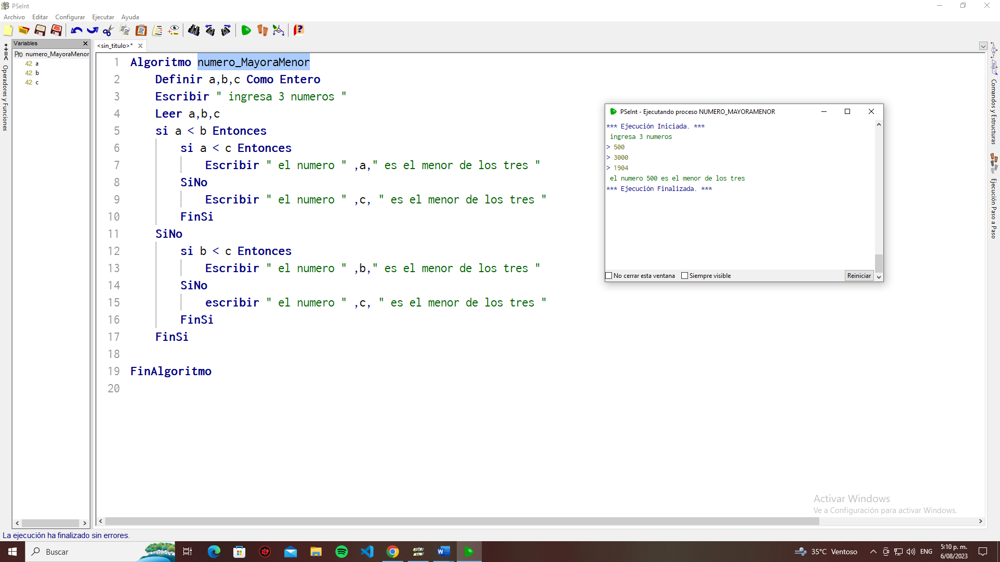 PSeInt
Archivo Editar Configurar Ejecutar Ayuda
Variables
<sin_titulo>*
Pro numero_MayoraMenor
42 a
42 b
42 c
*+=< Operadores y Funciones
1 Algoritmo numero_MayoraMenor
2 Definir a,b,c Como Entero
3 Escribir " ingresa 3 numeros "
4 Leer a,b,c
5 si a < b Entonces
6 si a < c Entonces
7 Escribir " el numero " ,a," es el menor de los tres "
8 SiNo
9 Escribir " el numero " ,c, " es el menor de los tres "
10 FinSi
11 SiNo
12 si b < c Entonces
13 Escribir " el numero " ,b," es el menor de los tres "
14 SiNo
15 escribir " el numero " ,c, " es el menor de los tres "
16 FinSi
17 FinSi
18
19 FinAlgoritmo
20
PSeInt - Ejecutando proceso NUMERO_MAYORAMENOR
*** Ejecución Iniciada. ***
ingresa 3 numeros
> 500
> 3000
> 1904
el numero 500 es el menor de los tres
*** Ejecución Finalizada. ***
No cerrar esta ventana Siempre visible Reiniciar
Comandos y Estructuras
Ejecución Paso a Paso
Activar Windows
Ve a Configuración para activar Windows.
La ejecución ha finalizado sin errores.
Buscar
35°C Ventoso
ENG
5:10 p. m.
6/08/2023